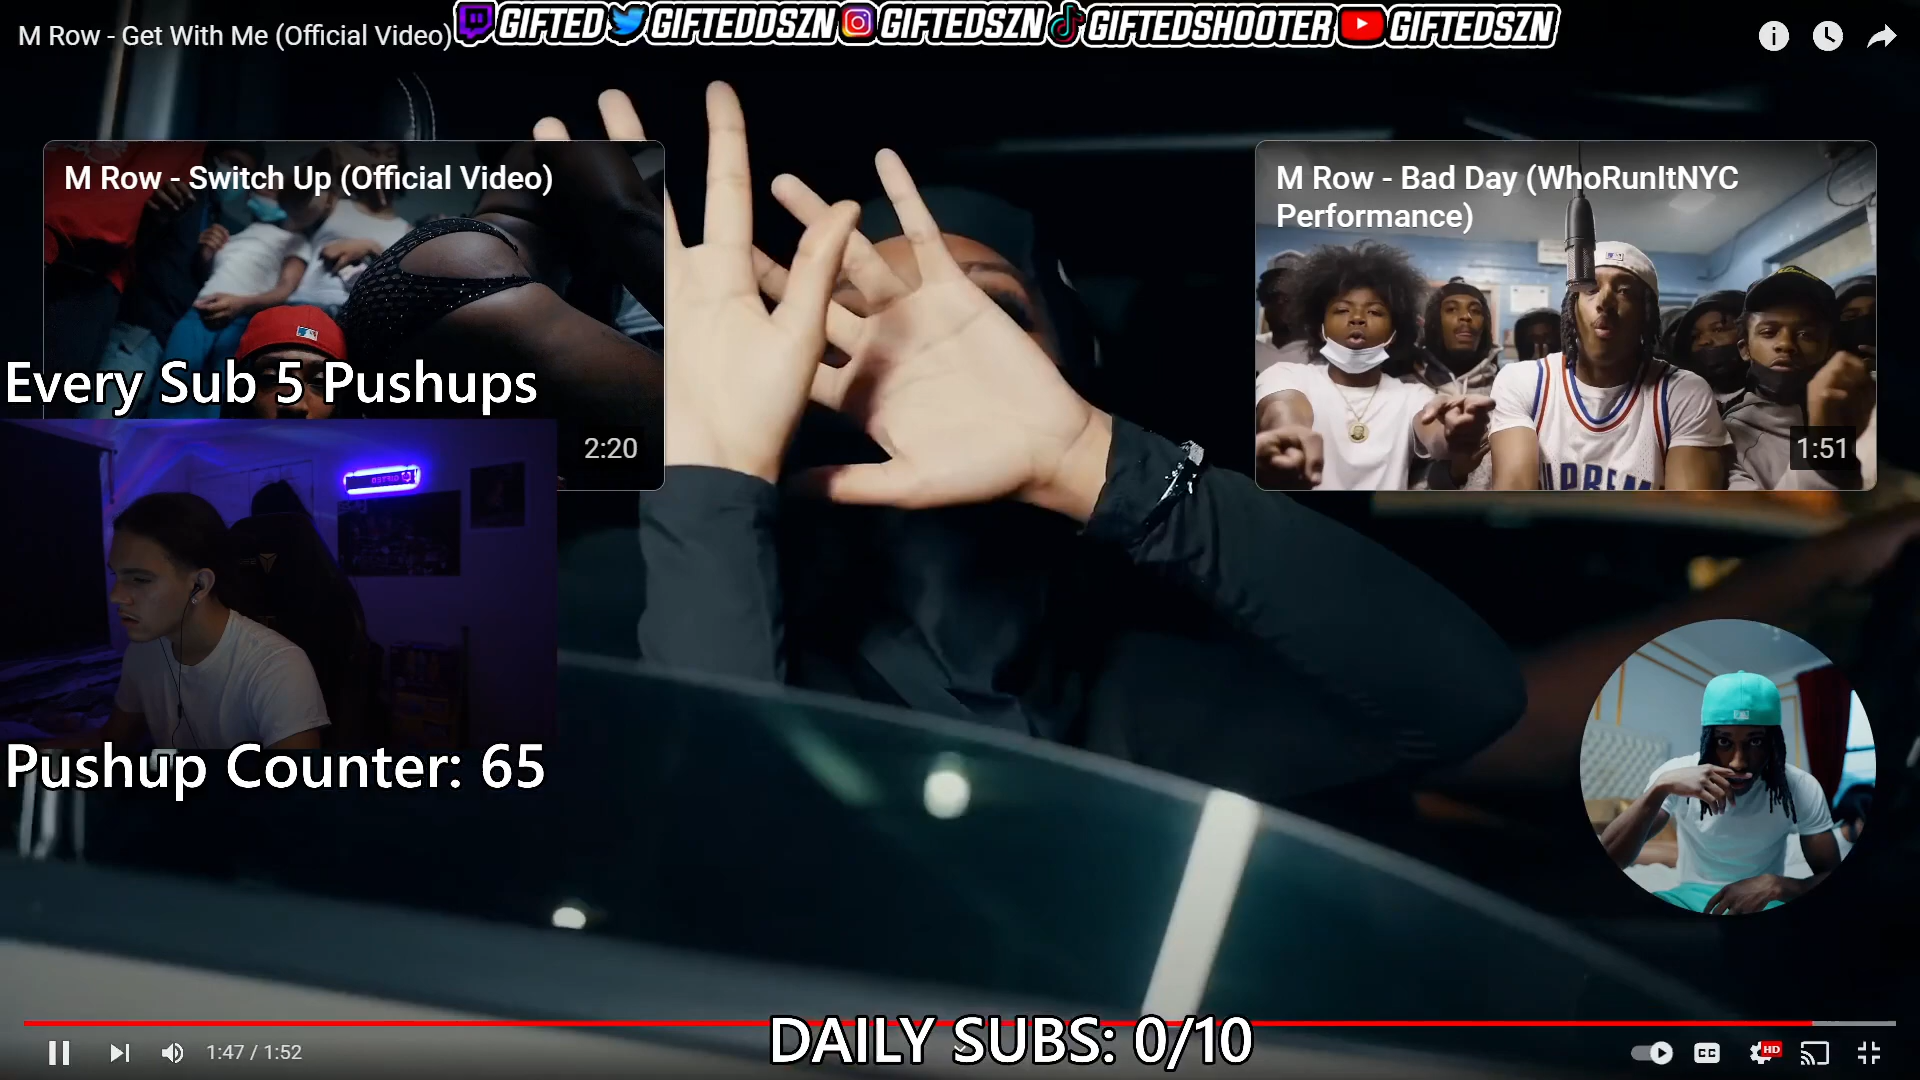 M Row - Get With Me (Official Video)
GIFTED GIFTEDDSZN GIFTEDSZN GIFTEDSHOOTER GIFTEDSZN
M Row - Switch Up (Official Video)
M Row - Bad Day (WhoRunItNYC
Performance)
Every Sub 5 Pushups
2:20
1:51
Pushup Counter: 65
DAILY SUBS: 0/10
1:47 / 1:52
CC
HD